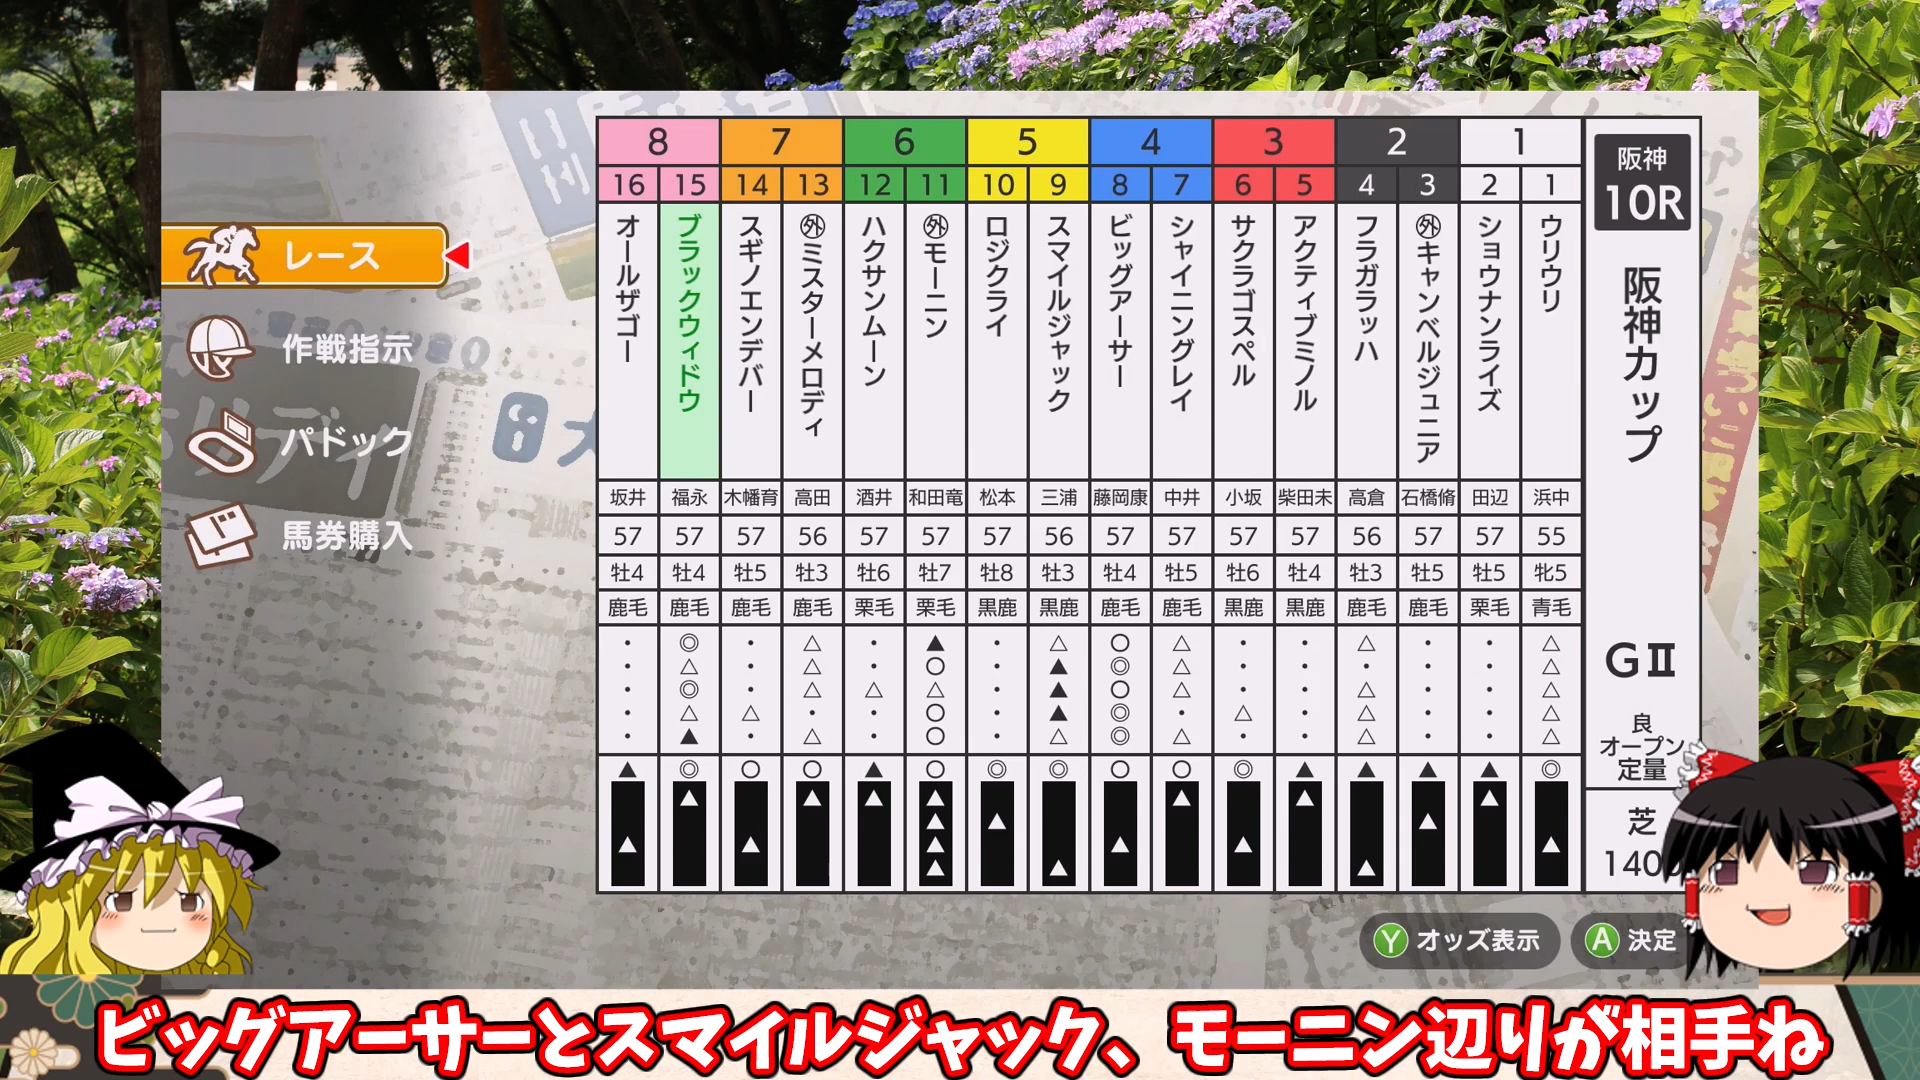 8 7 6 5 4 3 2 1
16 15 14 13 12 11 10 9 8 7 6 5 4 3 2 1
オールザゴー
ブラックウィドウ
スギノエンデバー
外ミスターメロディ
ハクサンムーン
外モーニン
ロジクライ
スマイルジャック
ビッグアーサー
シャイニングレイ
サクラゴスペル
アクティブミノル
フラガラッハ
外キャンベルジュニア
ショウナンライズ
ウリウリ
坂井 福永 木幡育 高田 酒井 和田竜 松本 三浦 藤岡康 中井 小坂 柴田未 高倉 石橋脩 田辺 浜中
57 57 57 56 57 57 57 56 57 57 57 57 56 57 57 55
牡4 牡4 牡5 牡3 牡6 牡7 牡8 牡3 牡4 牡5 牡6 牡4 牡3 牡5 牡5 牝5
鹿毛 鹿毛 鹿毛 鹿毛 栗毛 栗毛 黒鹿 黒鹿 鹿毛 鹿毛 黒鹿 黒鹿 鹿毛 鹿毛 栗毛 青毛
・ ◎ ・ △ ・ ▲ ・ △ ○ △ ・ ・ △ ・ ・ △
・ △ ・ △ ・ ○ ・ ▲ ◎ △ ・ ・ ・ ・ ・ △
・ ◎ ・ △ △ △ ・ ▲ ○ △ ・ ・ △ ・ ・ △
・ △ △ ・ ・ ○ ・ ▲ ◎ ・ △ ・ △ ・ ・ △
・ ▲ ・ △ ・ ○ ・ △ ◎ △ ・ ・ △ ・ ・ △
▲ ◎ ○ ○ ▲ ○ ◎ ◎ ○ ○ ◎ ▲ ▲ ▲ ▲ ◎
阪神
10R
阪神カップ
GⅡ
良
オープン
定量
芝
1400
レース
作戦指示
パドック
馬券購入
Y オッズ表示
A 決定
ビッグアーサーとスマイルジャック、モーニン辺りが相手ね